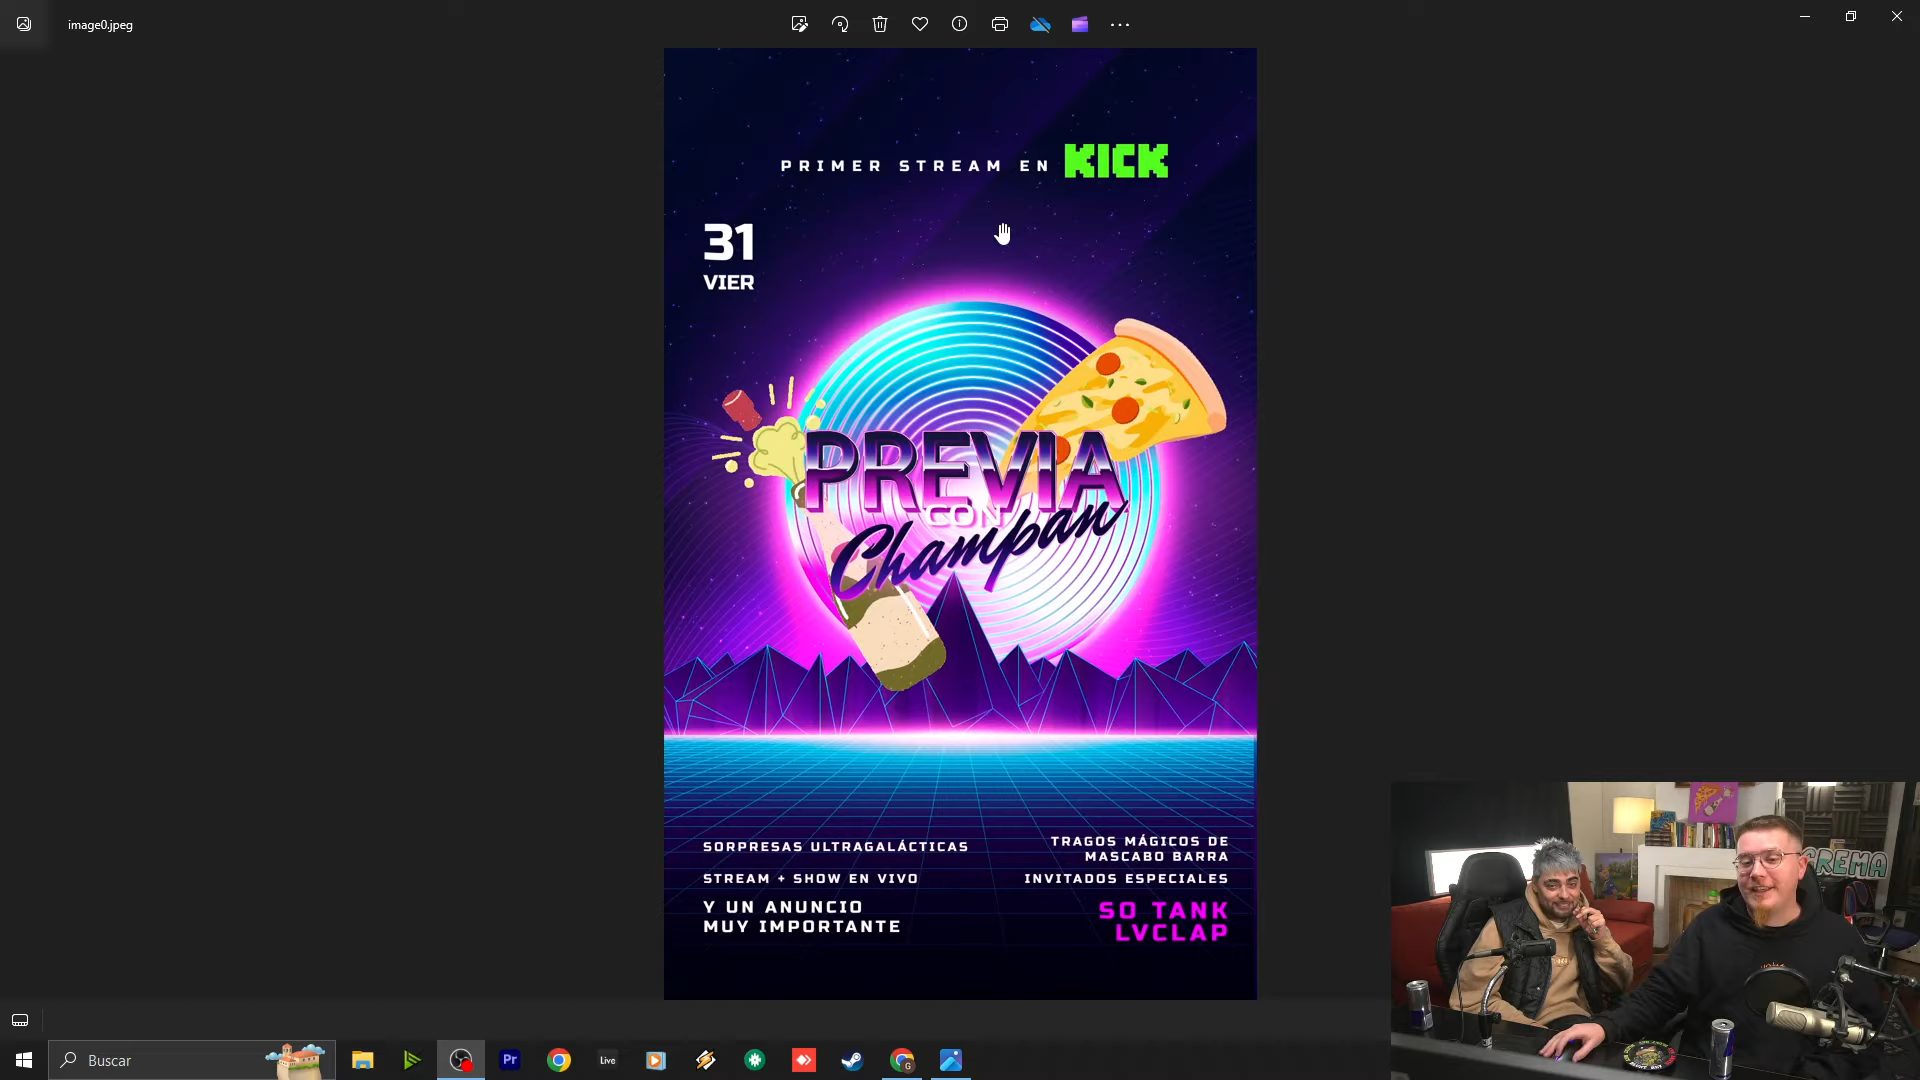 image0.jpeg
PRIMER STREAM EN KICK
31
VIER
PREVIA
CON
Champan
SORPRESAS ULTRAGALÁCTICAS
STREAM + SHOW EN VIVO
Y UN ANUNCIO
MUY IMPORTANTE
TRAGOS MÁGICOS DE
MASCABO BARRA
INVITADOS ESPECIALES
SO TANK
LVCLAP
CREMA
Buscar
Pr
Live
G